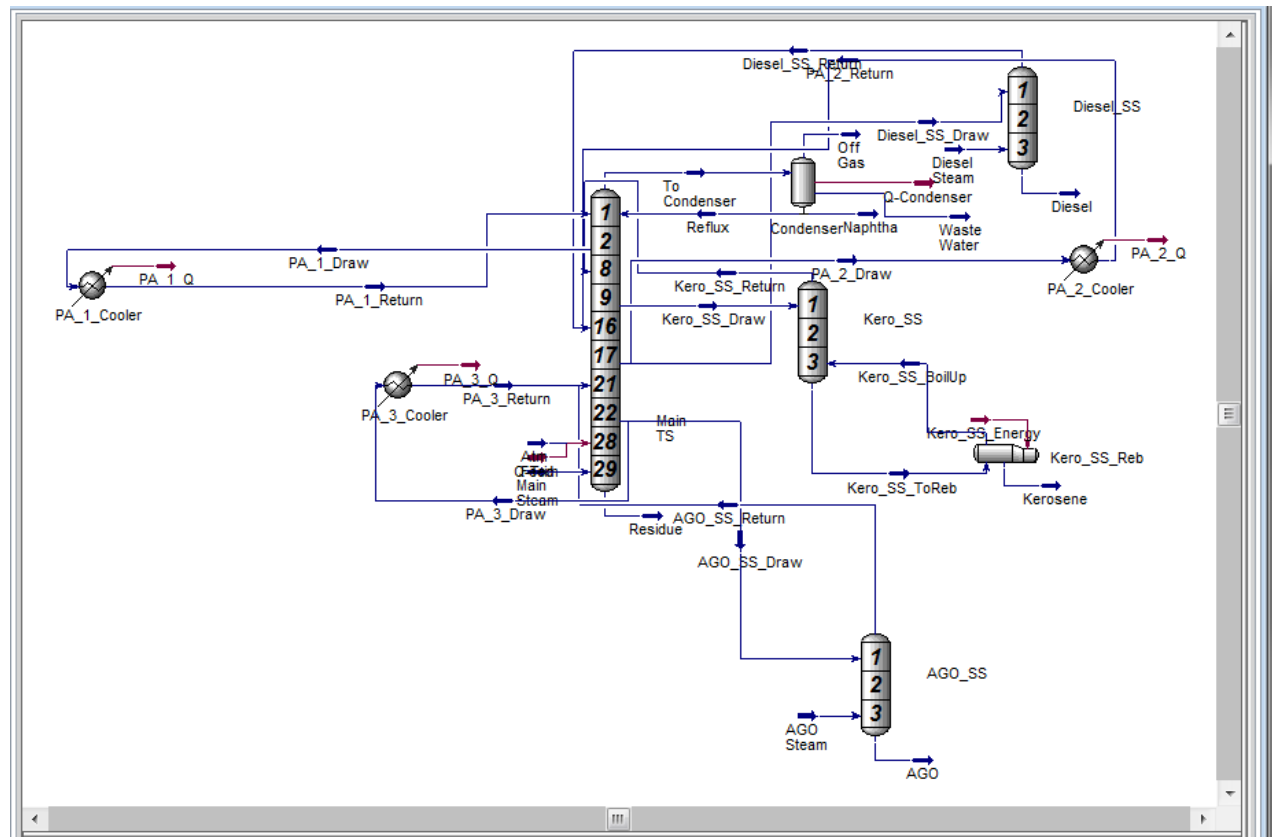 Diesel_SS_Return
PA_2_Return
1
2
3
Diesel_SS
Diesel_SS_Draw
Off
Gas
Diesel
Steam
Diesel
To
Condenser
Q-Condenser
Reflux
Condenser
Naphtha
Waste
Water
1
2
8
9
16
17
21
22
28
29
PA_1_Draw
PA_1_Q
PA_1_Return
PA_1_Cooler
PA_2_Draw
PA_2_Q
PA_2_Cooler
Kero_SS_Return
Kero_SS_Draw
1
2
3
Kero_SS
Kero_SS_BoilUp
Kero_SS_Energy
Kero_SS_Reb
Kero_SS_ToReb
Kerosene
PA_3_Q
PA_3_Return
PA_3_Cooler
Main
TS
Atm
Main
Steam
PA_3_Draw
Residue
AGO_SS_Return
AGO_SS_Draw
1
2
3
AGO_SS
AGO
Steam
AGO